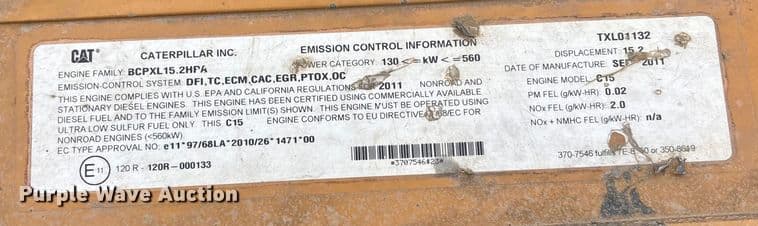 CAT CATERPILLAR INC. EMISSION CONTROL INFORMATION TXL01132
ENGINE FAMILY: BCPXL15.2HPA POWER CATEGORY: 130 <= kW <=560 DISPLACEMENT: 15.2
EMISSION-CONTROL SYSTEM: DFI,TC,ECM,CAC,EGR,PTOX,OC DATE OF MANUFACTURE: SEP 2011
THIS ENGINE COMPLIES WITH U.S. EPA AND CALIFORNIA REGULATIONS FOR 2011 NONROAD AND ENGINE MODEL: C15
STATIONARY DIESEL ENGINES. THIS ENGINE HAS BEEN CERTIFIED USING COMMERCIALLY AVAILABLE PM FEL (g/kW-HR): 0.02
DIESEL FUEL AND TO THE FAMILY EMISSION LIMIT(S) SHOWN. THIS ENGINE MUST BE OPERATED USING NOx FEL (g/kW-HR): 2.0
ULTRA LOW SULFUR FUEL ONLY. THIS C15 ENGINE CONFORMS TO EU DIRECTIVE 97/68/EC FOR NOx + NMHC FEL (g/kW-HR): n/a
NONROAD ENGINES (<560kW).
EC TYPE APPROVAL NO.: e11*97/68LA*2010/26*1471*00
E11 120 R - 120R-000133 *3707546#23# 370-7546 or 350-8619
Purple Wave Auction